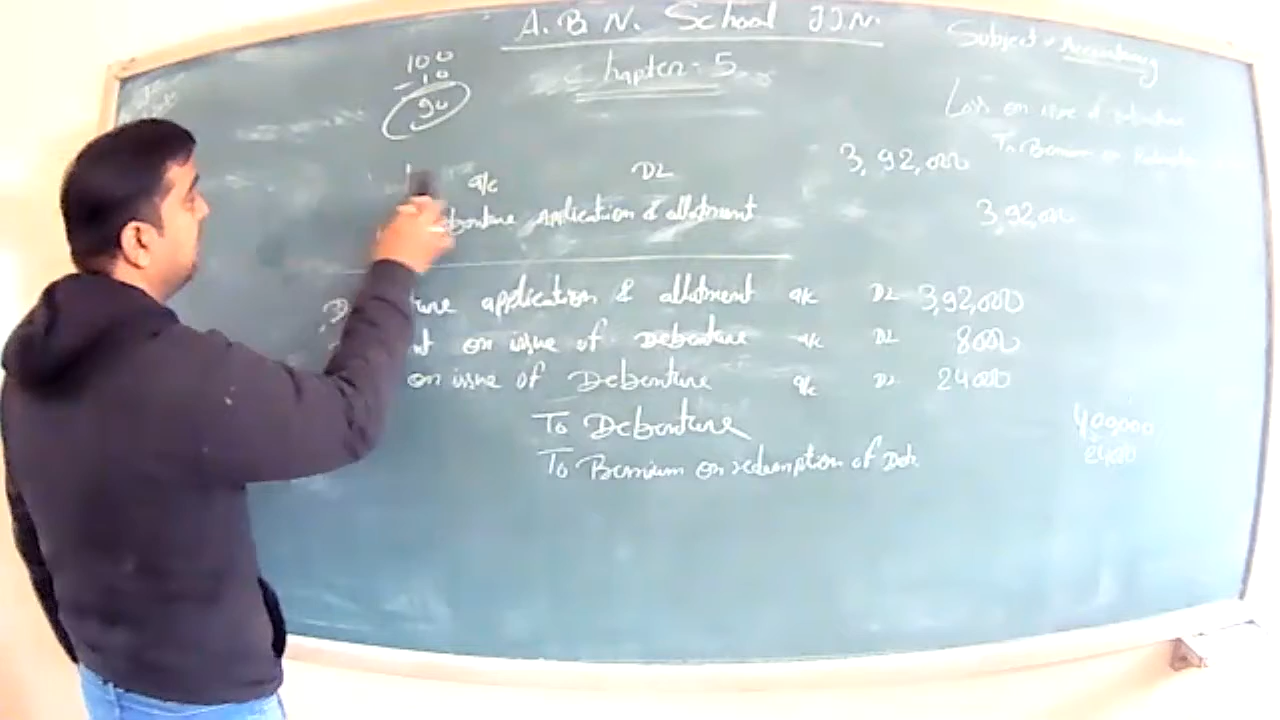 A.B.N. School JJN.
Subject - Accountancy
Chapter - 5
100
- 10
90
Loss on issue of Debenture
To Premium on Redemption
a/c Dr 3,92,000
Debenture application & allotment 3,92,000
application & allotment a/c Dr 3,92,000
on issue of Debenture a/c Dr 8000
on issue of Debenture a/c Dr 24000
To Debenture 400000
To Premium on redemption of Deb. 24000